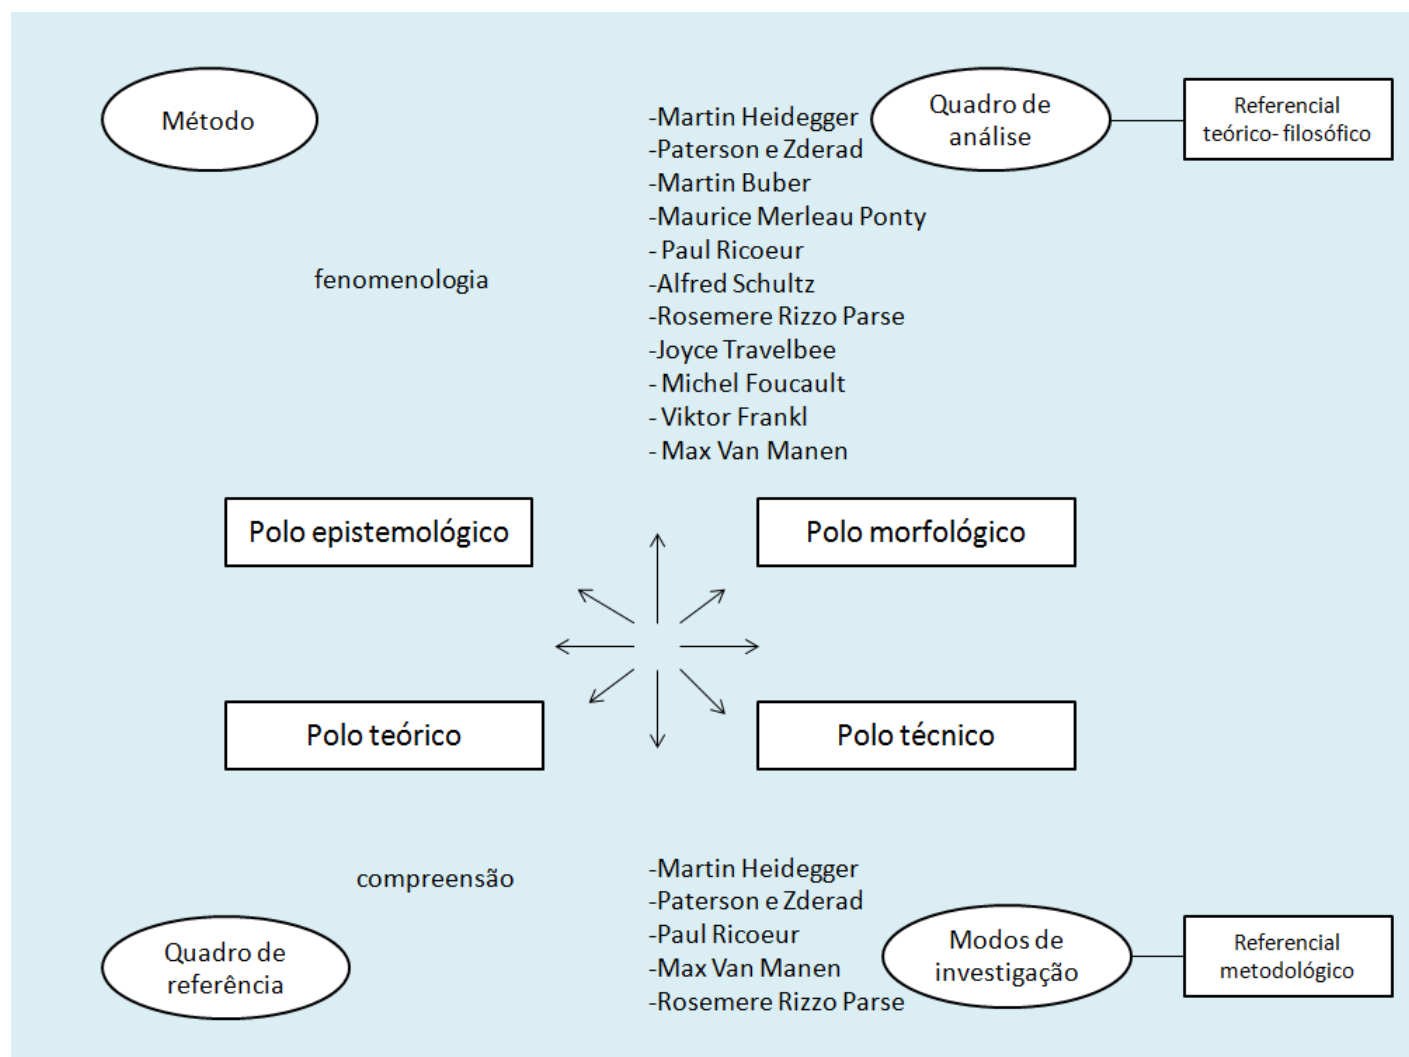 Método
-Martin Heidegger
-Paterson e Zderad
-Martin Buber
-Maurice Merleau Ponty
- Paul Ricoeur
-Alfred Schultz
-Rosemere Rizzo Parse
-Joyce Travelbee
- Michel Foucault
- Viktor Frankl
- Max Van Manen
Quadro de
análise
Referencial
teórico- filosófico
fenomenologia
Polo epistemológico
Polo morfológico
Polo teórico
Polo técnico
compreensão
Quadro de
referência
-Martin Heidegger
-Paterson e Zderad
-Paul Ricoeur
-Max Van Manen
-Rosemere Rizzo Parse
Modos de
investigação
Referencial
metodológico